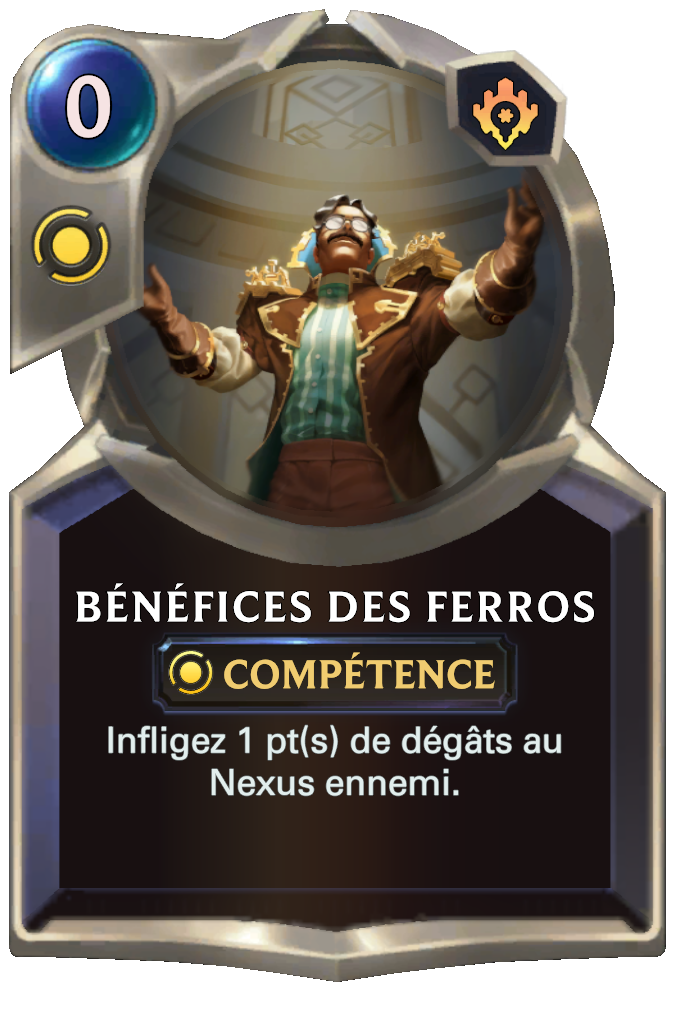 0
BÉNÉFICES DES FERROS
COMPÉTENCE
Infligez 1 pt(s) de dégâts au
Nexus ennemi.